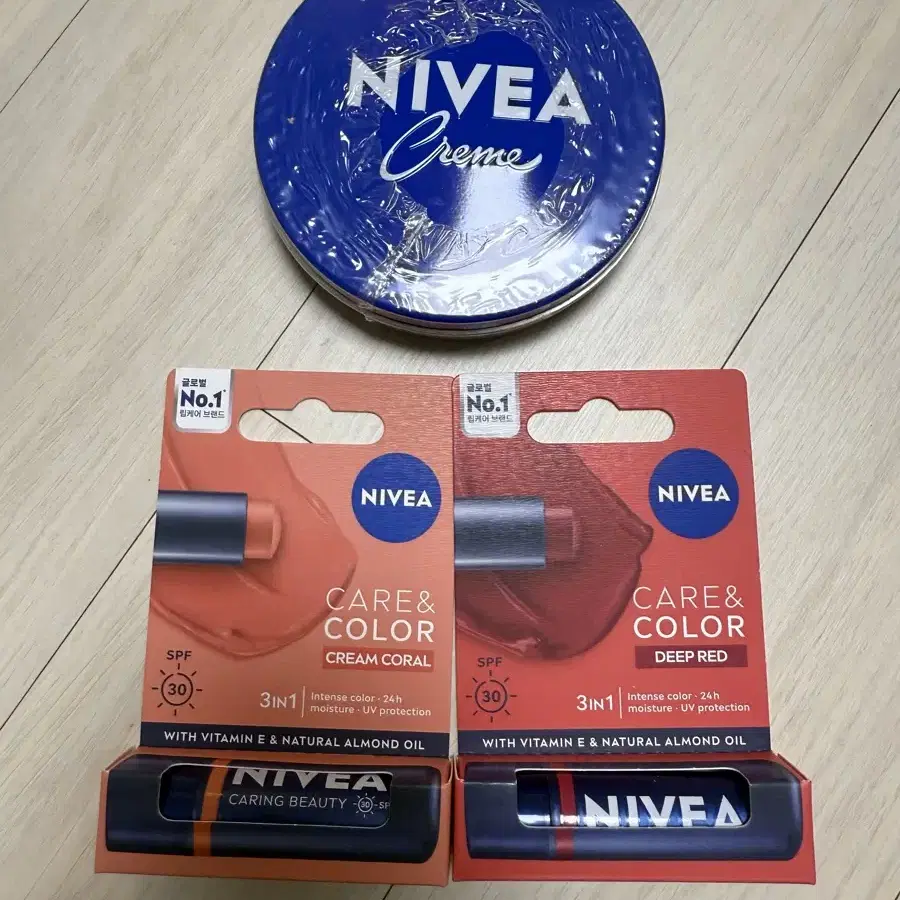 NIVEA
Creme
글로벌
No.1*
립케어 브랜드
NIVEA
CARE&
COLOR
CREAM CORAL
SPF
30
3IN1
Intense color · 24h
moisture · UV protection
WITH VITAMIN E & NATURAL ALMOND OIL
NIVEA
CARING BEAUTY 30 SP
글로벌
No.1*
립케어 브랜드
NIVEA
CARE&
COLOR
DEEP RED
SPF
30
3IN1
Intense color · 24h
moisture · UV protection
WITH VITAMIN E & NATURAL ALMOND OIL
NIVEA